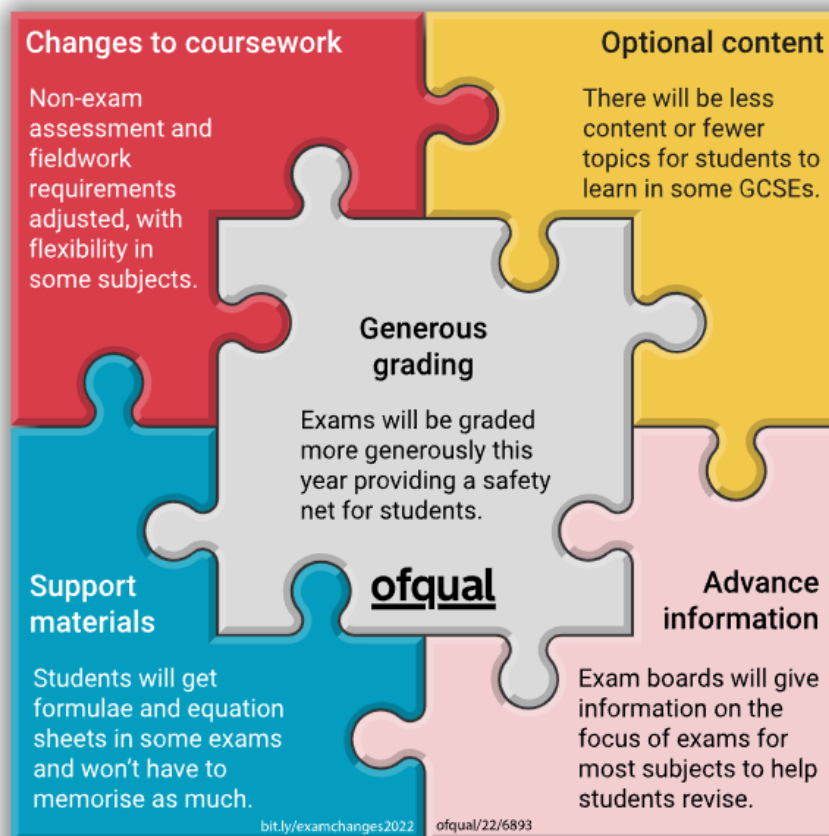 Changes to coursework
Non-exam
assessment and
fieldwork
requirements
adjusted, with
flexibility in
some subjects.
Optional content
There will be less
content or fewer
topics for students to
learn in some GCSEs.
Generous
grading
Exams will be graded
more generously this
year providing a safety
net for students.
ofqual
Support
materials
Students will get
formulae and equation
sheets in some exams
and won't have to
memorise as much.
bit.ly/examchanges2022
Advance
information
Exam boards will give
information on the
focus of exams for
most subjects to help
students revise.
ofqual/22/6893